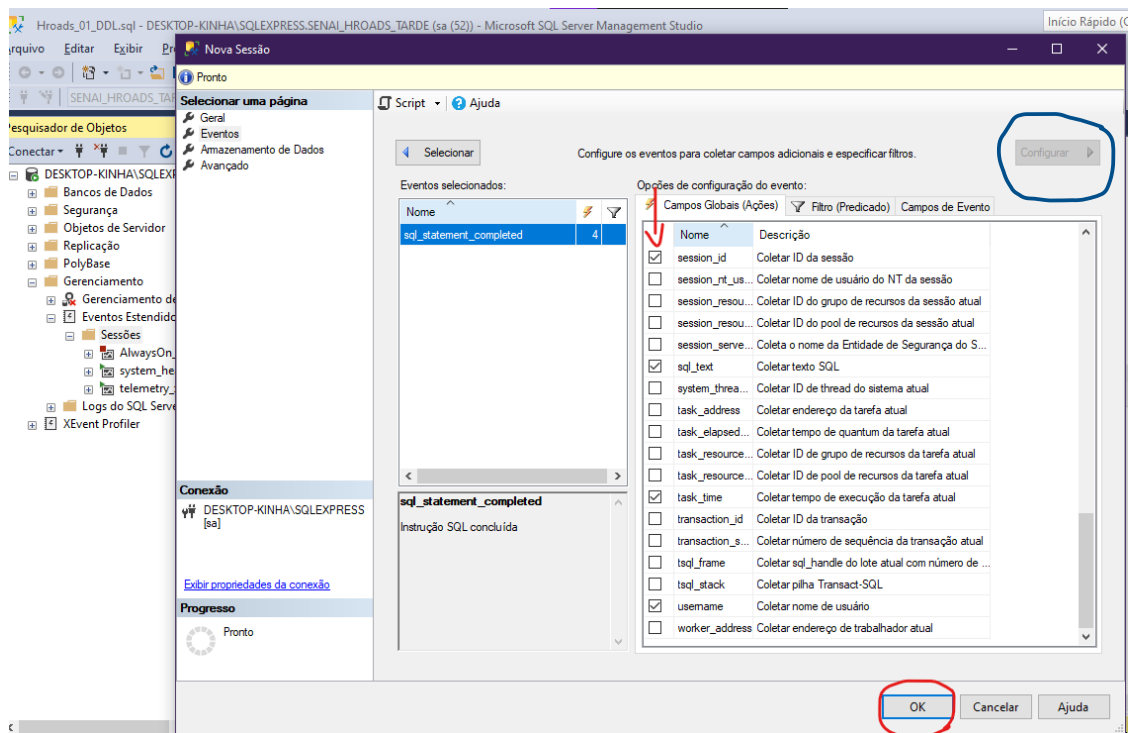 Início Rápido (C
Hroads_01_DDL.sql - DESKTOP-KINHA\SQLEXPRESS.SENAI_HROADS_TARDE (sa (52)) - Microsoft SQL Server Management Studio
rquivo Editar Exibir Pr
Nova Sessão
Pronto
SENAI_HROADS_TA
Selecionar uma página
Geral
Eventos
Amazenamento de Dados
Avançado
Script Ajuda
Pesquisador de Objetos
Conectar
DESKTOP-KINHA\SQLEXP
Bancos de Dados
Segurança
Objetos de Servidor
Replicação
PolyBase
Gerenciamento
Gerenciamento de
Eventos Estendido
Sessões
AlwaysOn_
system_he
telemetry_
Logs do SQL Serve
XEvent Profiler
Selecionar
Configure os eventos para coletar campos adicionais e especificar filtros.
Configurar
Eventos selecionados:
Nome
sql_statement_completed 4
Opções de configuração do evento:
Campos Globais (Ações) Filtro (Predicado) Campos de Evento
Nome Descrição
session_id Coletar ID da sessão
session_nt_us... Coletar nome de usuário do NT da sessão
session_resou... Coletar ID do grupo de recursos da sessão atual
session_resou... Coletar ID do pool de recursos da sessão atual
session_serve... Coleta o nome da Entidade de Segurança do S...
sql_text Coletar texto SQL
system_threa... Coletar ID de thread do sistema atual
task_address Coletar endereço da tarefa atual
task_elapsed... Coletar tempo de quantum da tarefa atual
task_resource... Coletar ID de grupo de recursos da tarefa atual
task_resource... Coletar ID de pool de recursos da tarefa atual
task_time Coletar tempo de execução da tarefa atual
transaction_id Coletar ID da transação
transaction_s... Coletar número de sequência da transação atual
tsql_frame Coletar sql_handle do lote atual com número de ...
tsql_stack Coletar pilha Transact-SQL
username Coletar nome de usuário
worker_address Coletar endereço de trabalhador atual
sql_statement_completed
Instrução SQL concluída
Conexão
DESKTOP-KINHA\SQLEXPRESS
[sa]
Exibir propriedades da conexão
Progresso
Pronto
OK Cancelar Ajuda